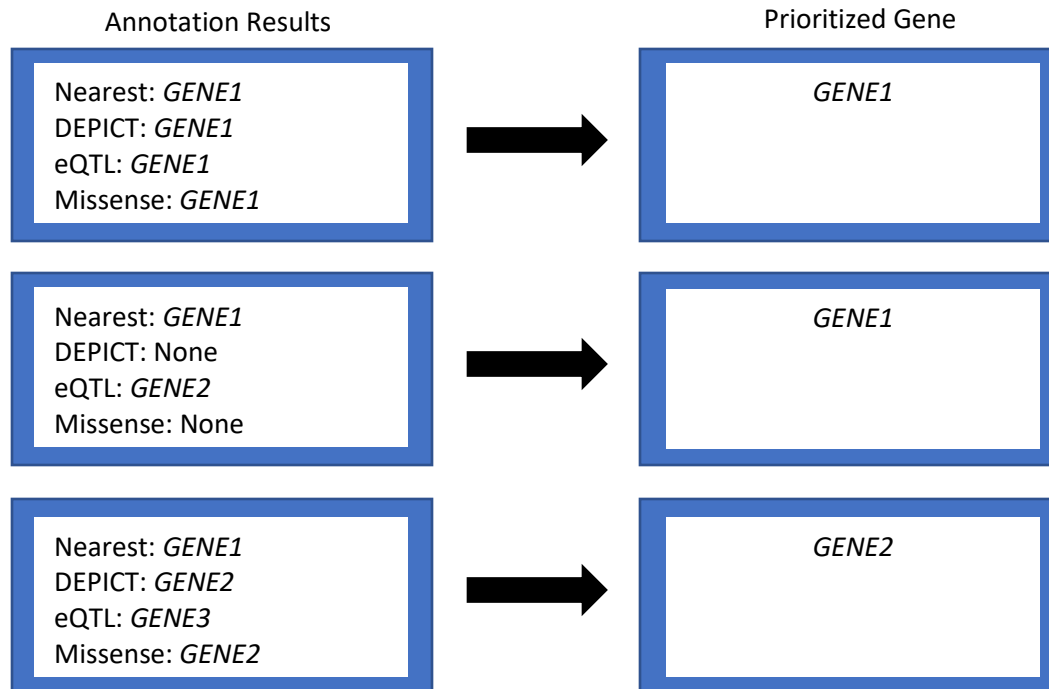 Annotation Results
Prioritized Gene
Nearest: GENE1
DEPICT: GENE1
eQTL: GENE1
Missense: GENE1
GENE1
Nearest: GENE1
DEPICT: None
eQTL: GENE2
Missense: None
GENE1
Nearest: GENE1
DEPICT: GENE2
eQTL: GENE3
Missense: GENE2
GENE2